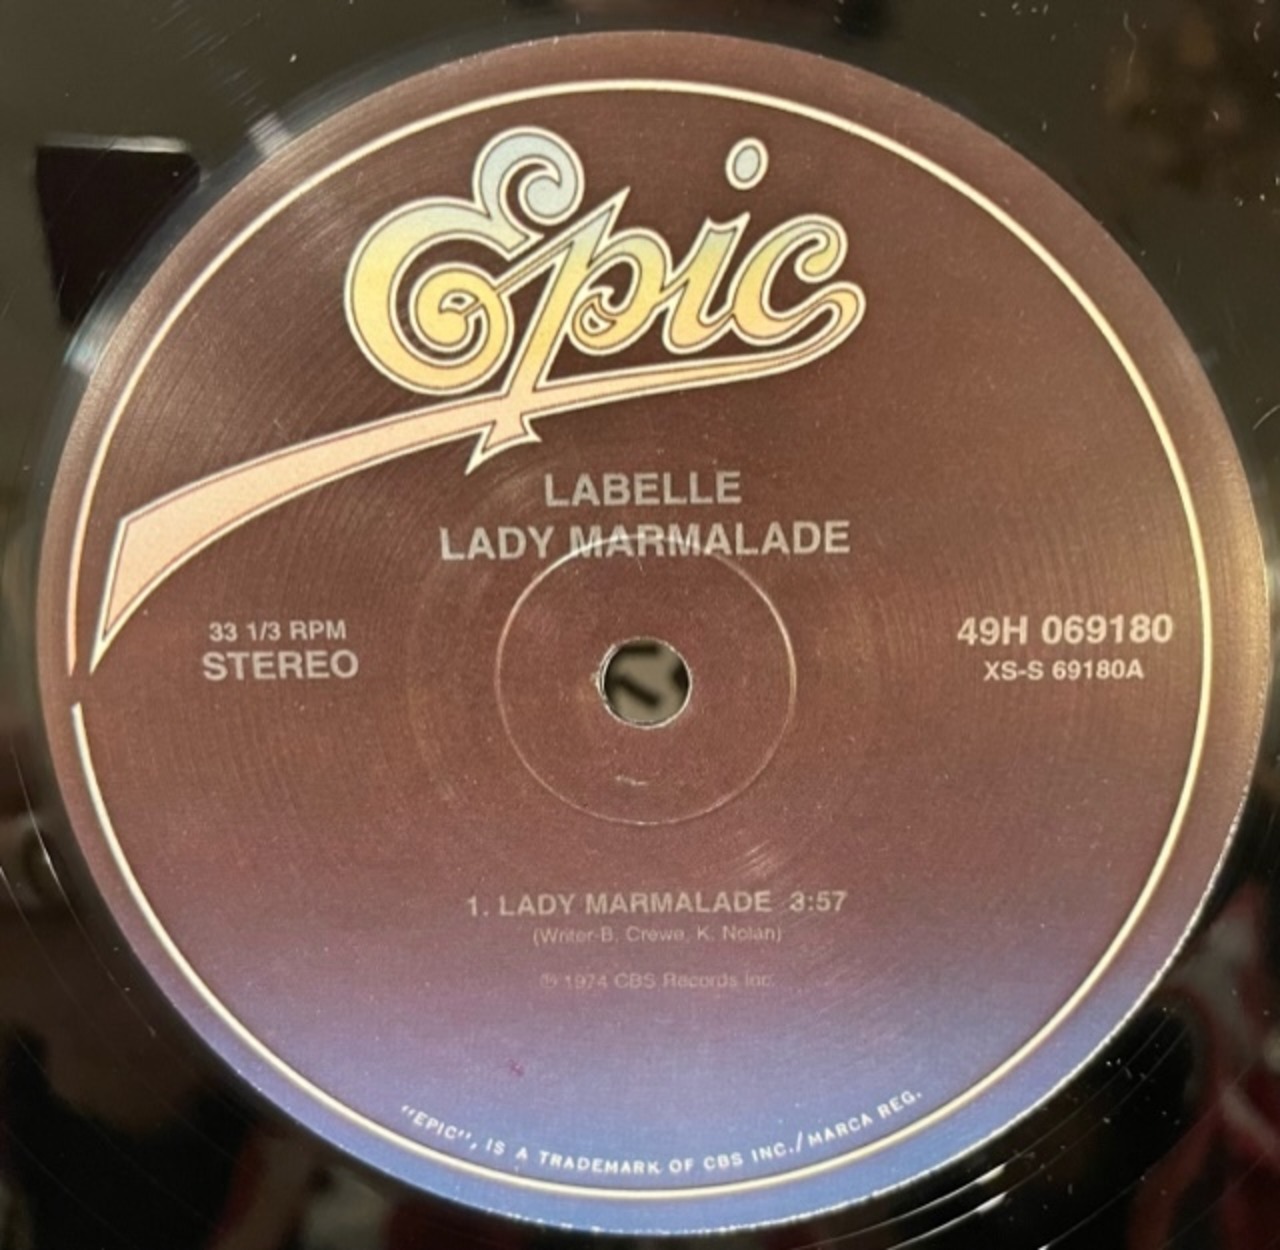 Epic
LABELLE
LADY MARMALADE
33 1/3 RPM
STEREO
49H 069180
XS-S 69180A
1. LADY MARMALADE 3:57
(Writer-B. Crewe, K. Nolan)
℗ 1974 CBS Records Inc.
"EPIC", IS A TRADEMARK OF CBS INC./MARCA REG.